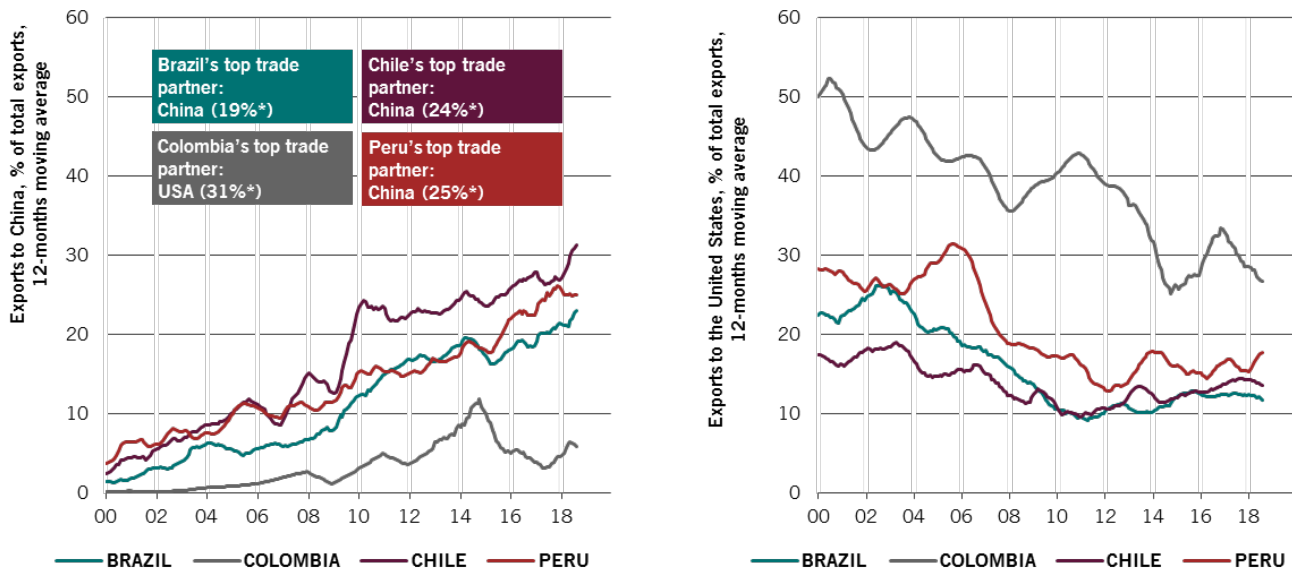 Exports to China, % of total exports,
12-months moving average
60
50
40
30
20
10
0
Brazil's top trade
partner:
China (19%*)
Chile's top trade
partner:
China (24%*)
Colombia's top trade
partner:
USA (31%*)
Peru's top trade
partner:
China (25%*)
00 02 04 06 08 10 12 14 16 18
BRAZIL COLOMBIA CHILE PERU
Exports to the United States, % of total exports,
12-months moving average
60
50
40
30
20
10
0
00 02 04 06 08 10 12 14 16 18
BRAZIL COLOMBIA CHILE PERU